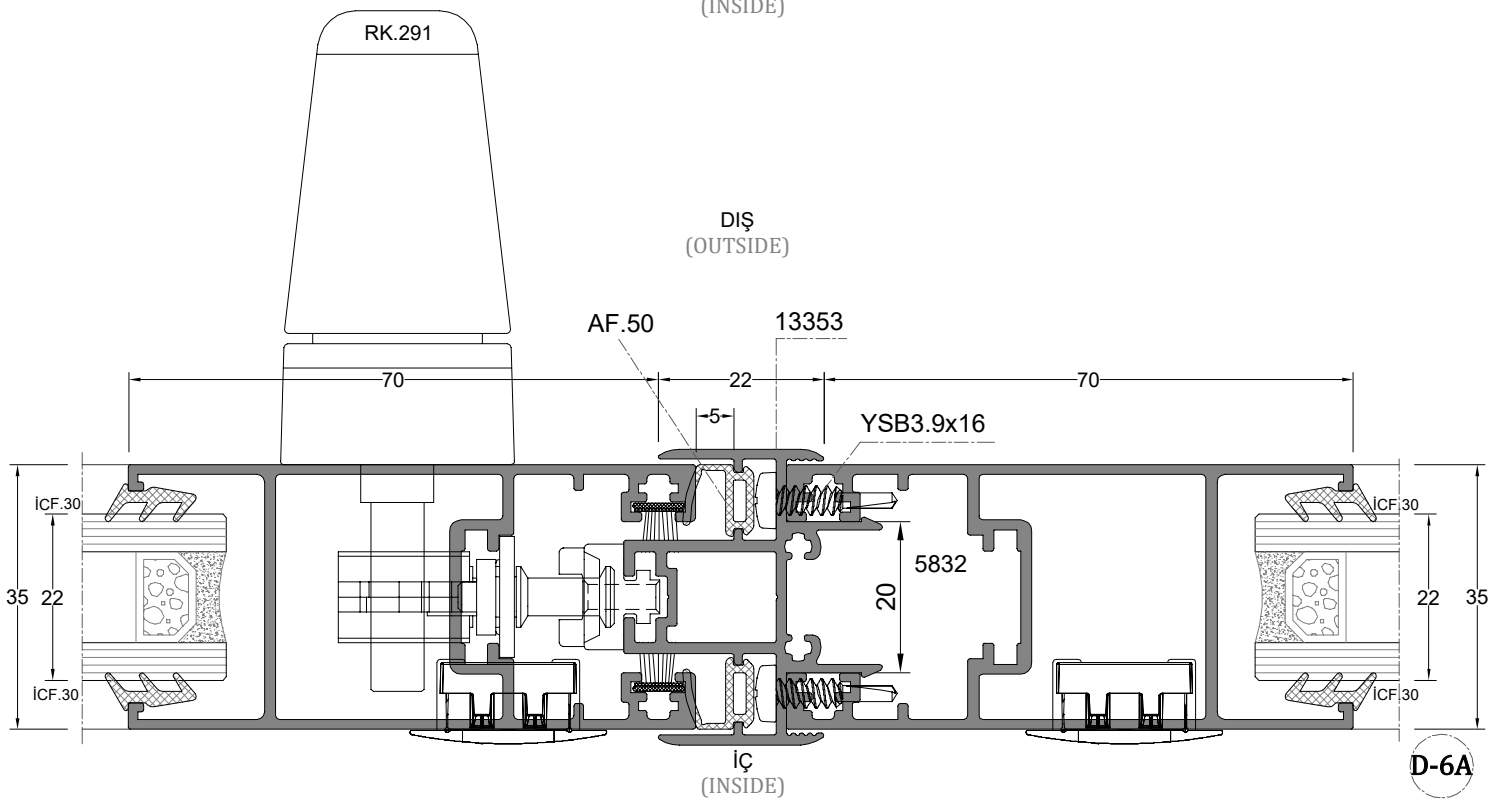 (INSIDE)
RK.291
DIŞ
(OUTSIDE)
AF.50
13353
70
22
70
5
YSB3.9x16
İCF.30
İCF.30
35
22
5832
20
22
35
İCF.30
İCF.30
İÇ
(INSIDE)
D-6A